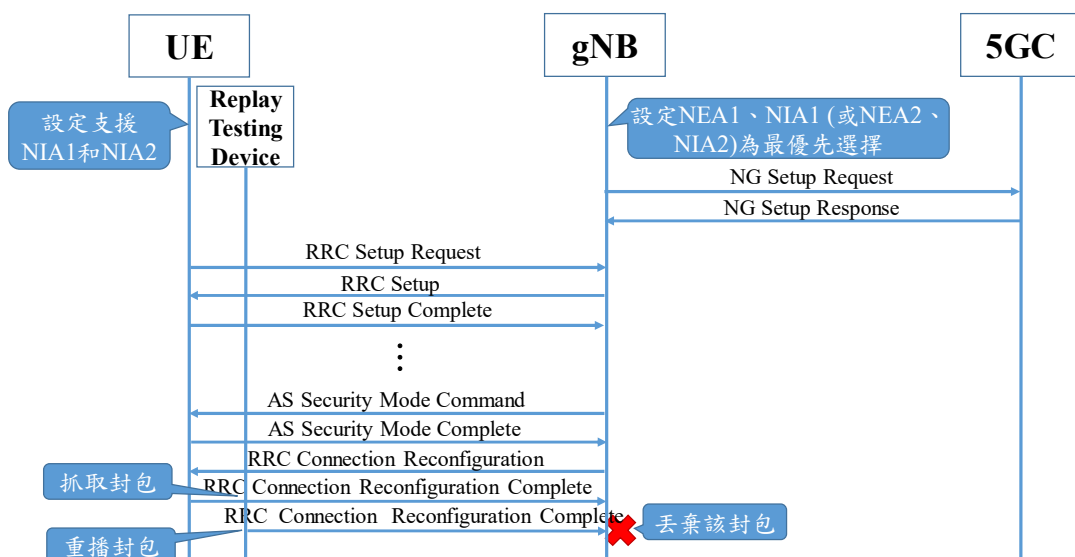 UE
gNB
5GC
Replay
Testing
Device
設定支援
NIA1和NIA2
設定NEA1、NIA1 (或NEA2、
NIA2)為最優先選擇
NG Setup Request
NG Setup Response
RRC Setup Request
RRC Setup
RRC Setup Complete
⋮
AS Security Mode Command
AS Security Mode Complete
RRC Connection Reconfiguration
抓取封包
RRC Connection Reconfiguration Complete
RRC Connection Reconfiguration Complete
丟棄該封包
重播封包